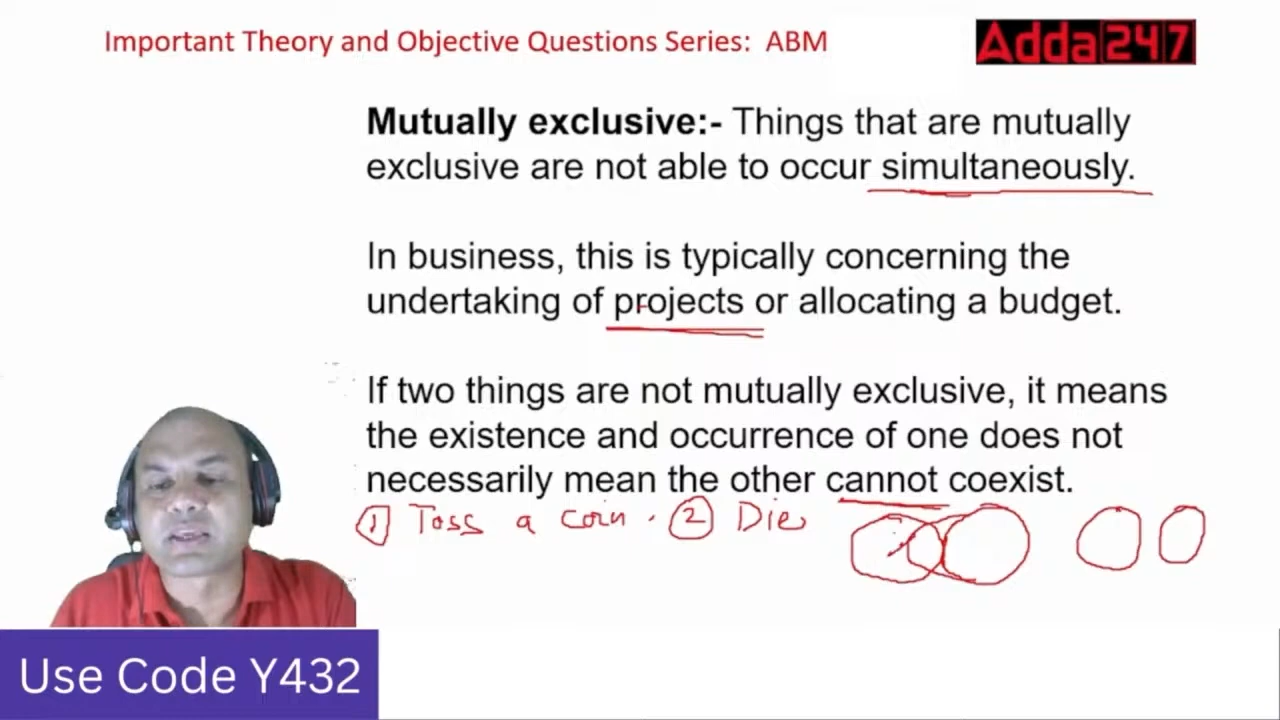 Important Theory and Objective Questions Series: ABM
Adda247
Mutually exclusive:- Things that are mutually
exclusive are not able to occur simultaneously.
In business, this is typically concerning the
undertaking of projects or allocating a budget.
If two things are not mutually exclusive, it means
the existence and occurrence of one does not
necessarily mean the other cannot coexist.
1 Toss a coin. 2 Die
Use Code Y432